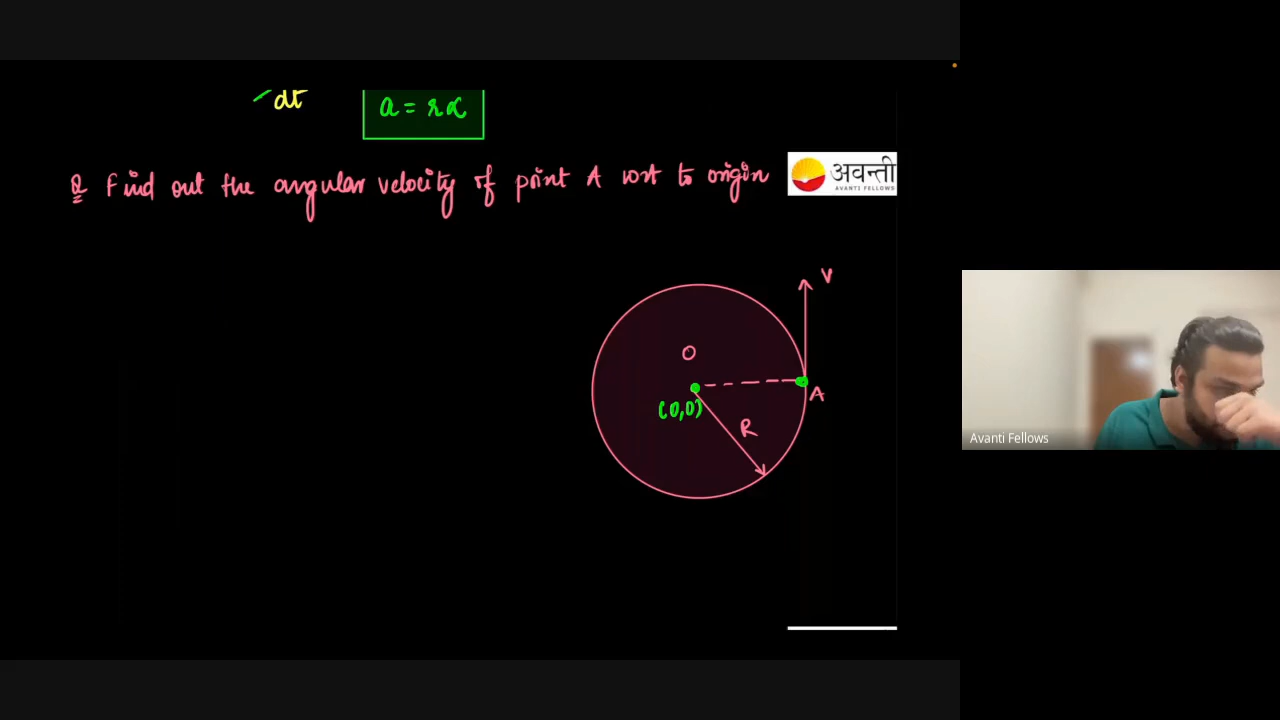 dt
a = rα
Q Find out the angular velocity of point A wrt to origin
अवन्ती
AVANTI FELLOWS
V
O
A
(0,0)
R
Avanti Fellows